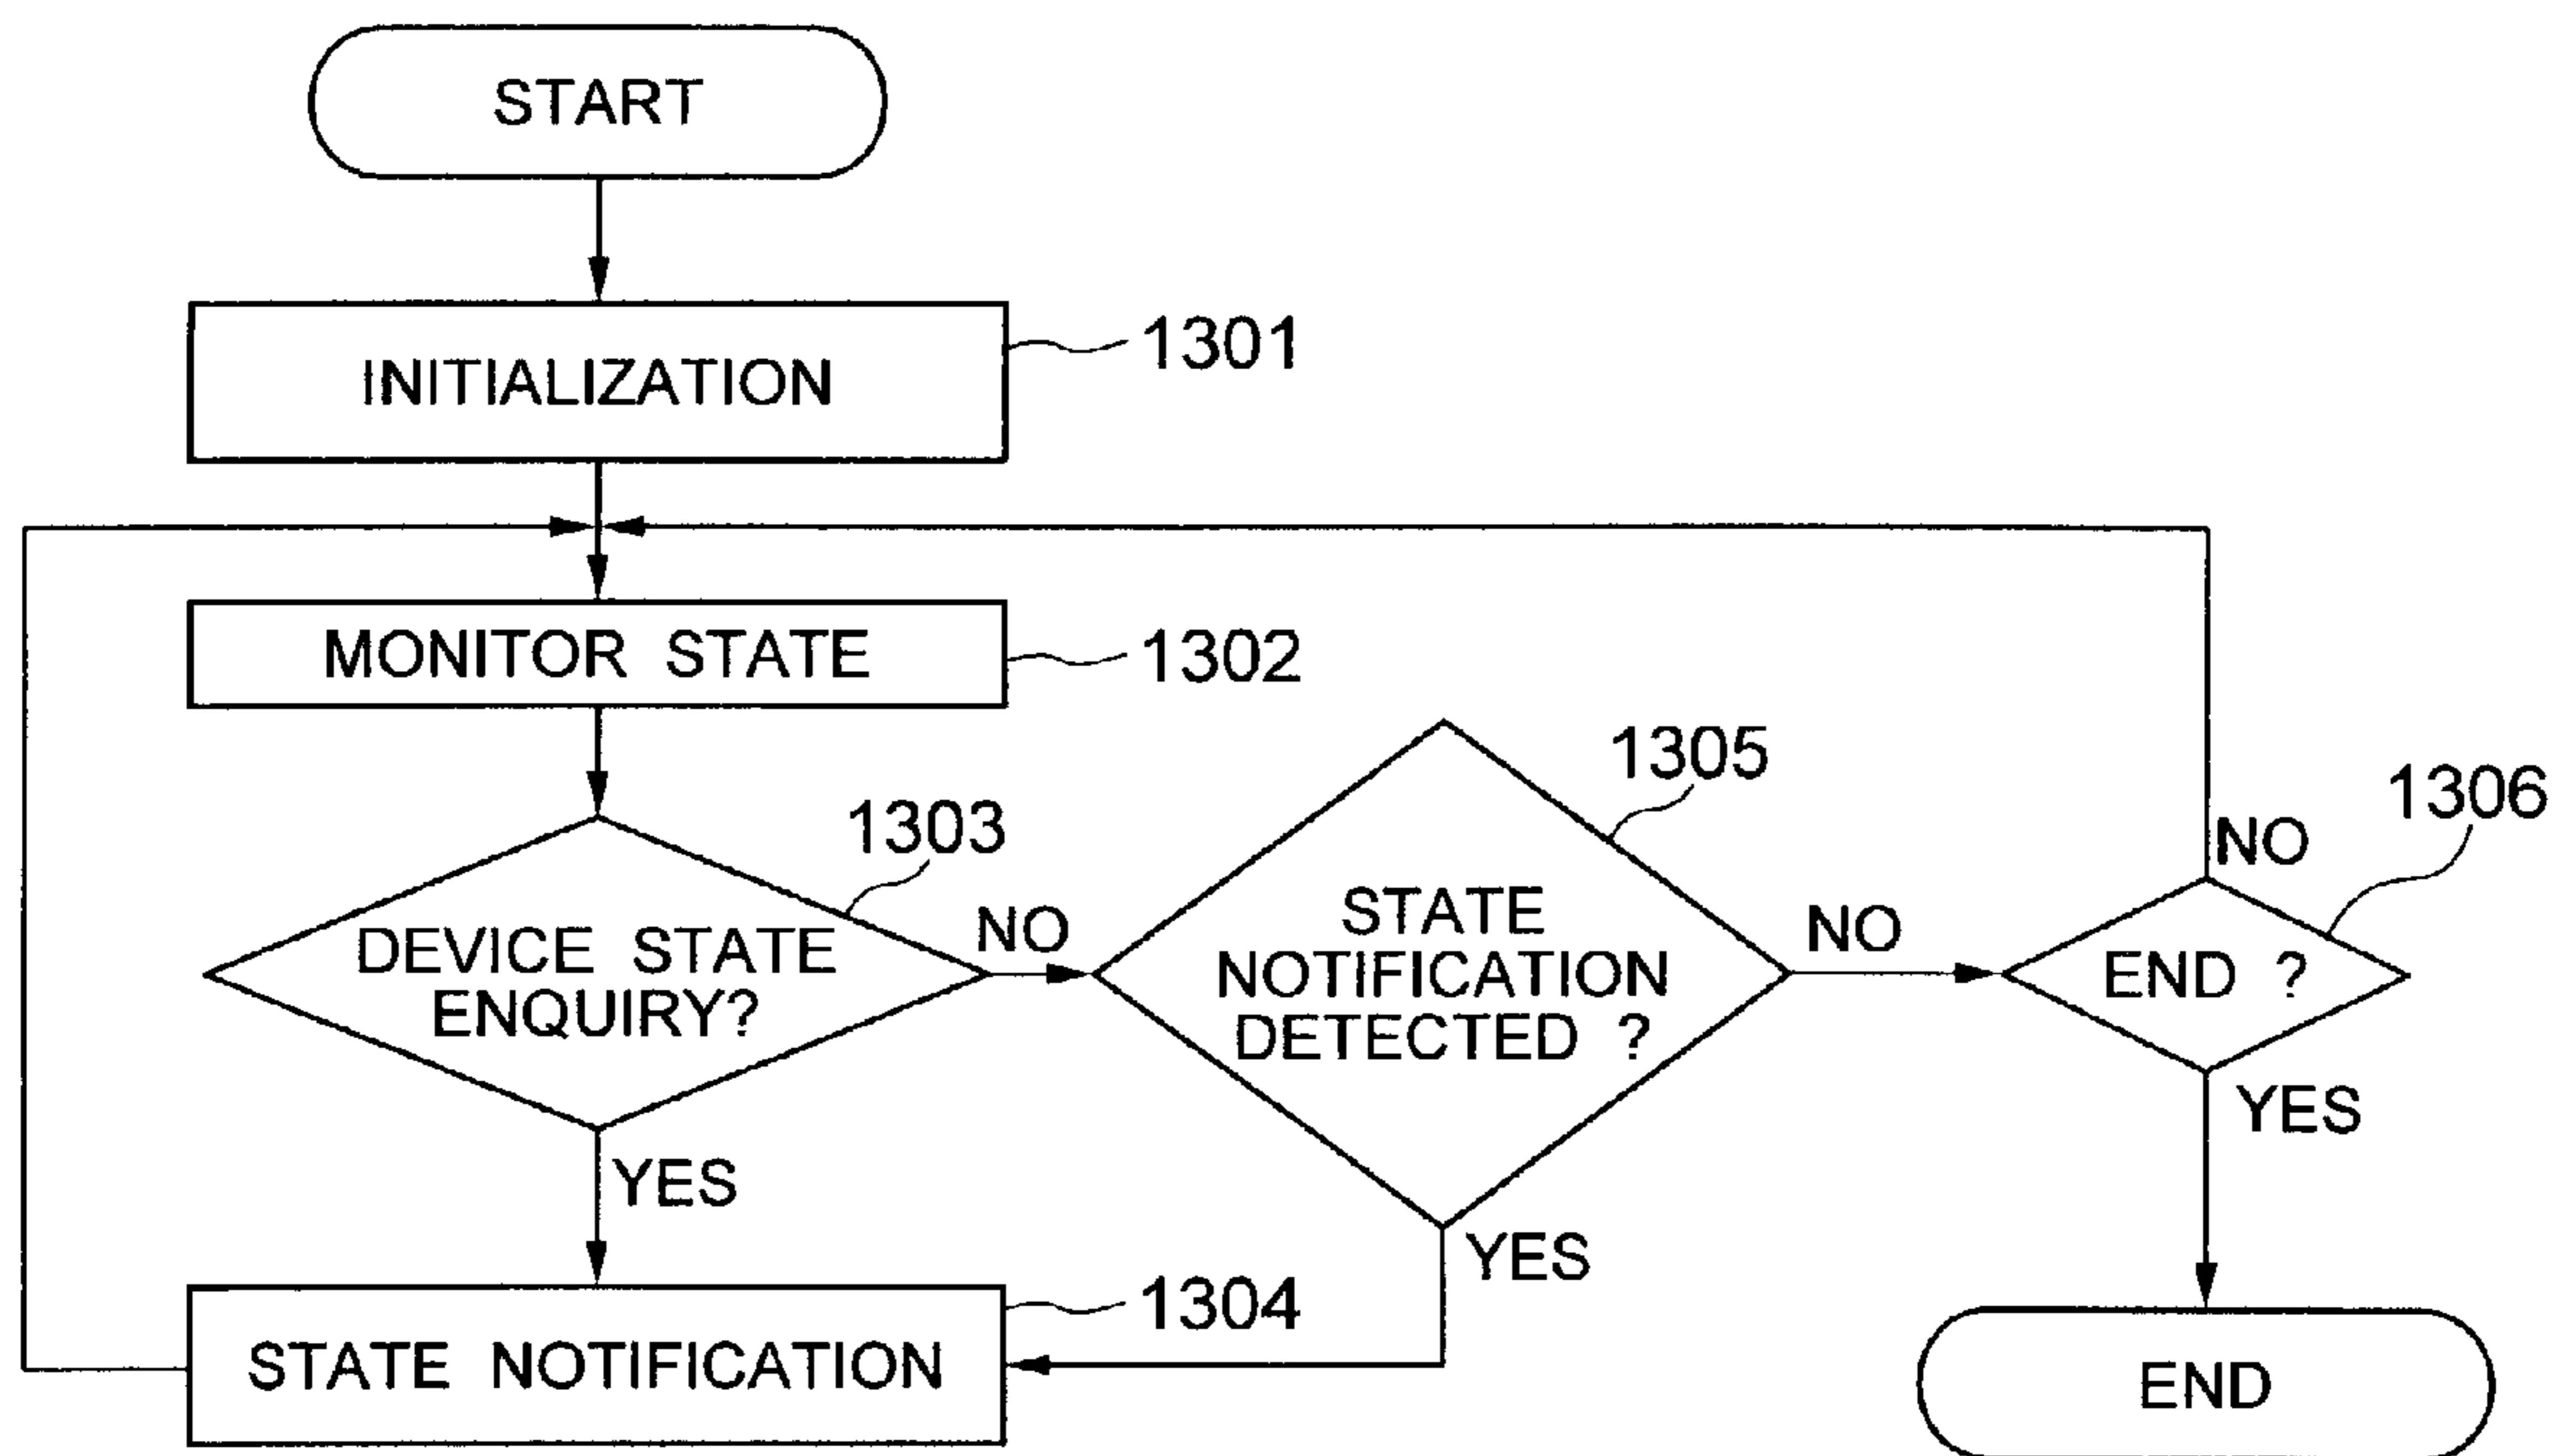 START
INITIALIZATION
1301
MONITOR STATE
1302
1303
DEVICE STATE
ENQUIRY?
NO
YES
1305
STATE
NOTIFICATION
DETECTED ?
NO
YES
1306
NO
END ?
YES
1304
STATE NOTIFICATION
END